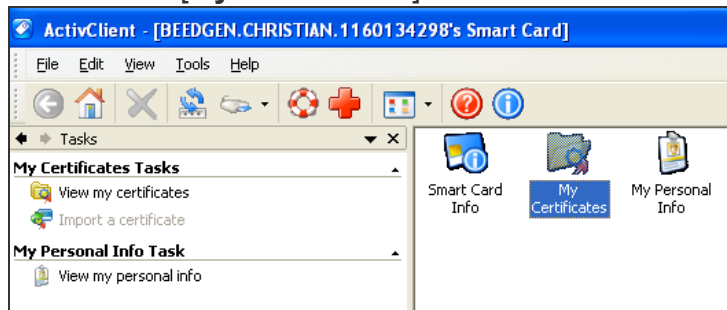 ActivClient - [BEEDGEN.CHRISTIAN.1160134298's Smart Card]
File Edit View Tools Help
Tasks
My Certificates Tasks
View my certificates
Import a certificate
My Personal Info Task
View my personal info
Smart Card
Info
My
Certificates
My Personal
Info